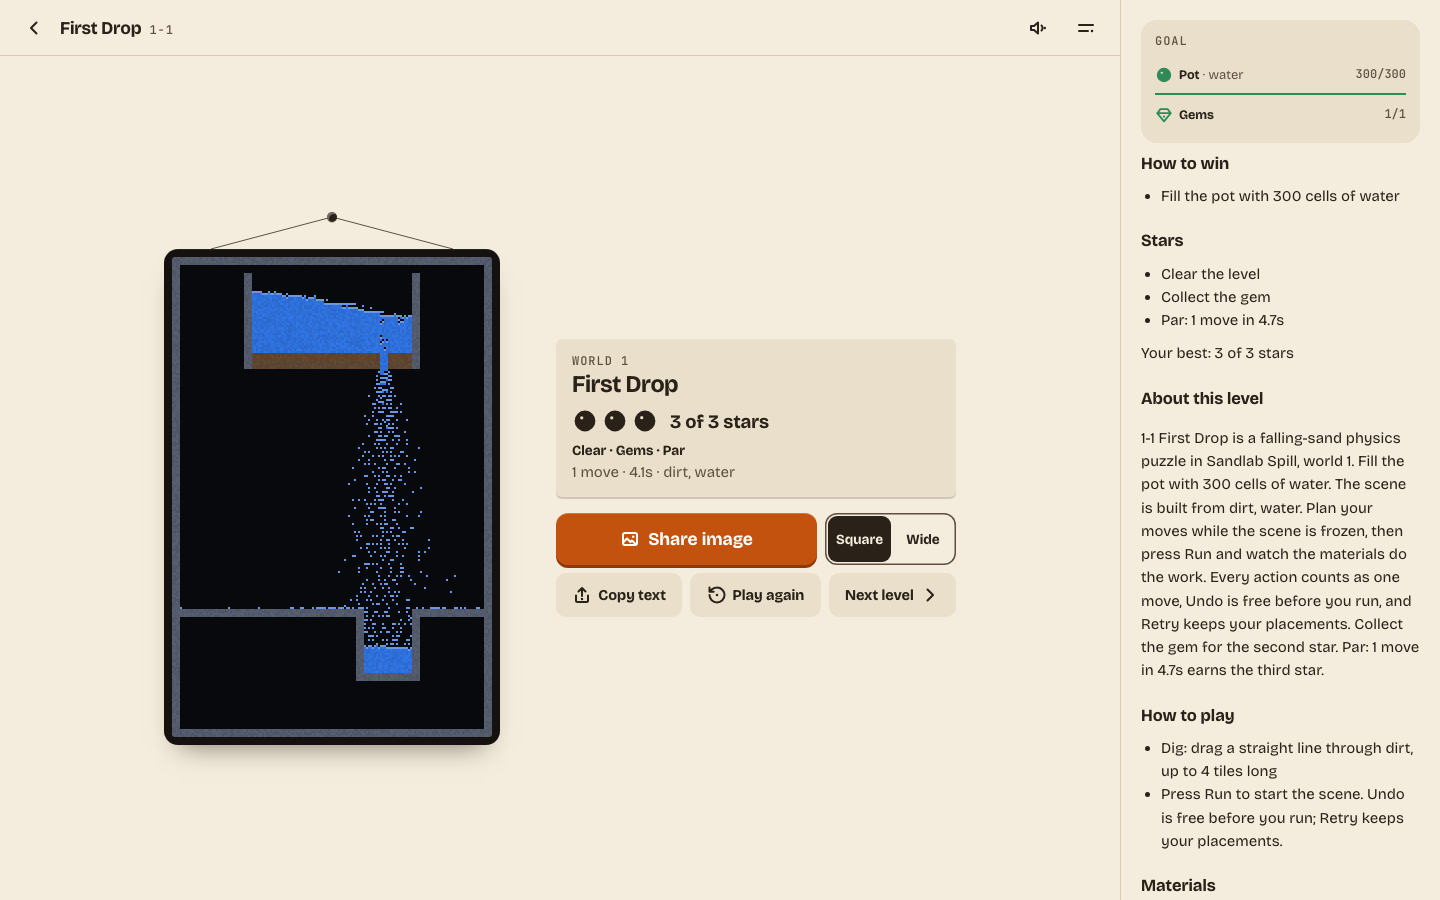 First Drop 1-1
GOAL
Pot · water 300/300
Gems 1/1
How to win
Fill the pot with 300 cells of water
Stars
Clear the level
Collect the gem
Par: 1 move in 4.7s
Your best: 3 of 3 stars
About this level
1-1 First Drop is a falling-sand physics
puzzle in Sandlab Spill, world 1. Fill the
pot with 300 cells of water. The scene
is built from dirt, water. Plan your
moves while the scene is frozen, then
press Run and watch the materials do
the work. Every action counts as one
move, Undo is free before you run, and
Retry keeps your placements. Collect
the gem for the second star. Par: 1 move
in 4.7s earns the third star.
How to play
Dig: drag a straight line through dirt,
up to 4 tiles long
Press Run to start the scene. Undo
is free before you run; Retry keeps
your placements.
Materials
WORLD 1
First Drop
3 of 3 stars
Clear · Gems · Par
1 move · 4.1s · dirt, water
Share image
Square
Wide
Copy text
Play again
Next level